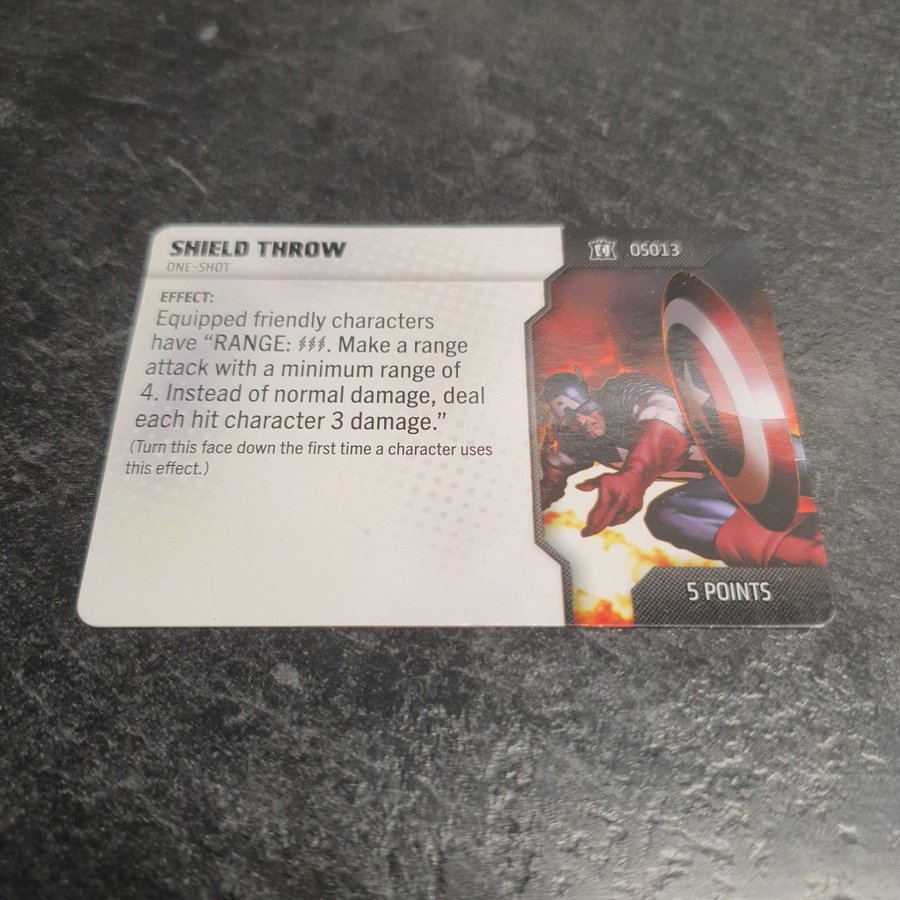 SHIELD THROW
ONE-SHOT
EFFECT:
Equipped friendly characters
have “RANGE: . Make a range
attack with a minimum range of
4. Instead of normal damage, deal
each hit character 3 damage.”
(Turn this face down the first time a character uses
this effect.)
OS013
5 POINTS